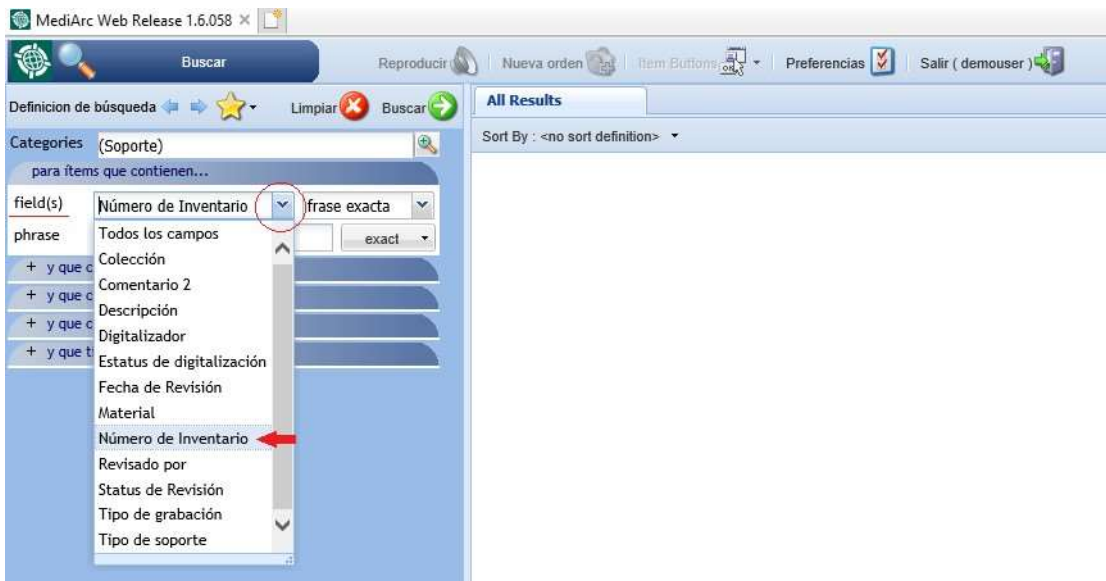 MediArc Web Release 1.6.058
Buscar Reproducir Nueva orden Item Buttons Preferencias Salir ( demouser )
Definicion de búsqueda Limpiar Buscar All Results
Categories (Soporte) Sort By : <no sort definition>
para ítems que contienen...
field(s) Número de Inventario frase exacta
phrase Todos los campos exact
Colección
+ y que c
Comentario 2
+ y que c
Descripción
+ y que c
Digitalizador
+ y que t
Estatus de digitalización
Fecha de Revisión
Material
Número de Inventario
Revisado por
Status de Revisión
Tipo de grabación
Tipo de soporte